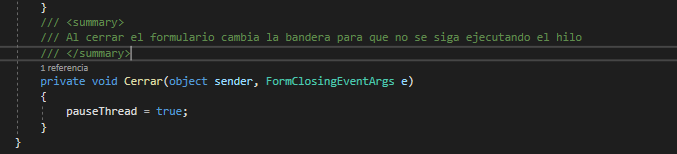 }
/// <summary>
/// Al cerrar el formulario cambia la bandera para que no se siga ejecutando el hilo
/// </summary>
1 referencia
private void Cerrar(object sender, FormClosingEventArgs e)
{
pauseThread = true;
}
}